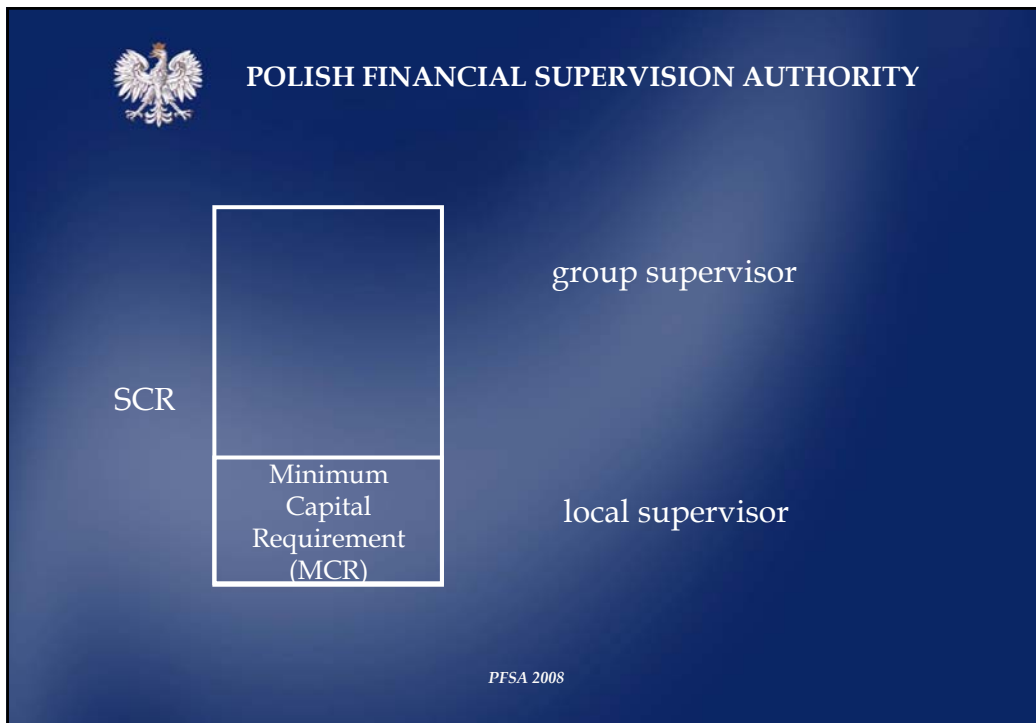 POLISH FINANCIAL SUPERVISION AUTHORITY
group supervisor
SCR
Minimum
Capital
Requirement
(MCR)
local supervisor
PFSA 2008